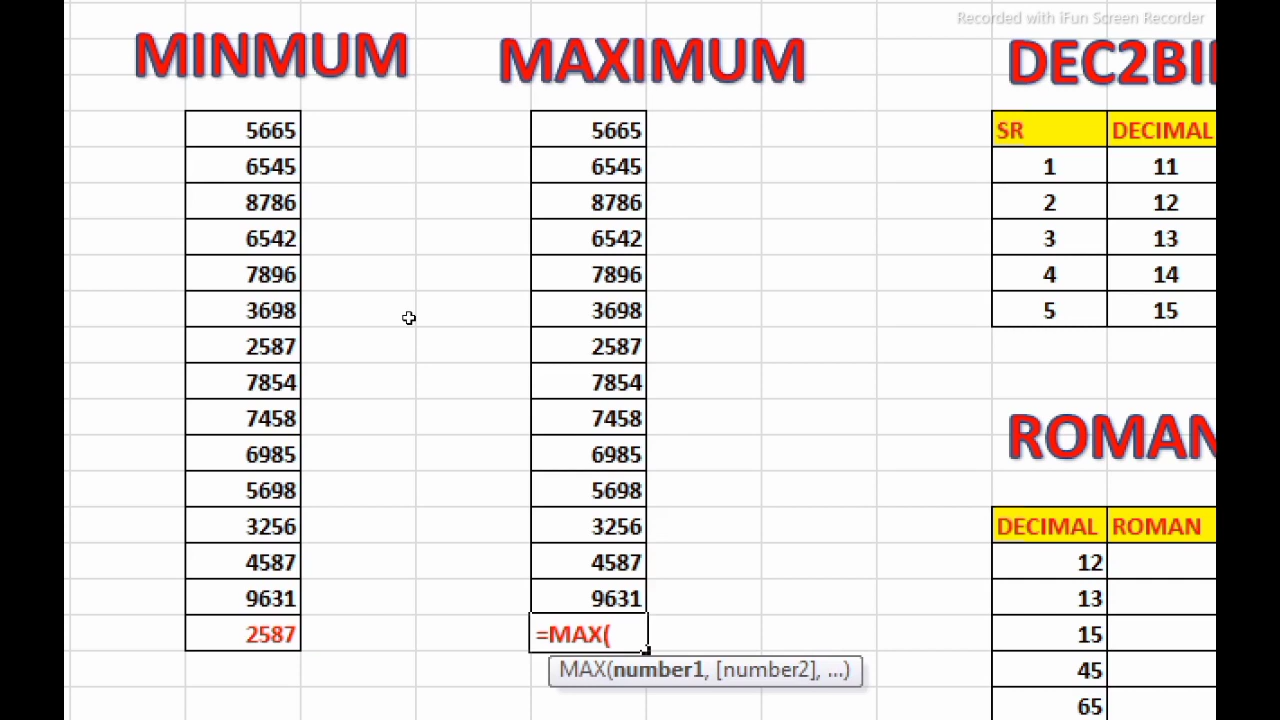 Recorded with iFun Screen Recorder
MINMUM MAXIMUM DEC2BI
5665 5665 SR DECIMAL
6545 6545 1 11
8786 8786 2 12
6542 6542 3 13
7896 7896 4 14
3698 3698 5 15
2587 2587
7854 7854
7458 7458 ROMAN
6985 6985
5698 5698
3256 3256 DECIMAL ROMAN
4587 4587 12
9631 9631 13
2587 =MAX( 15
MAX(number1, [number2], ...) 45
65